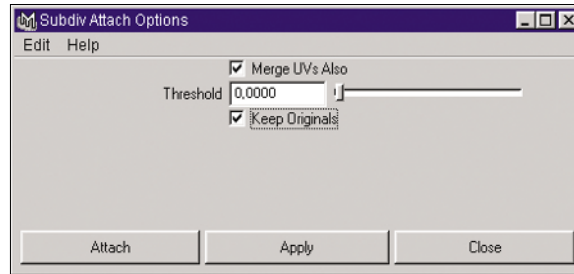 Subdiv Attach Options
Edit Help
Merge UVs Also
Threshold 0,0000
Keep Originals
Attach Apply Close